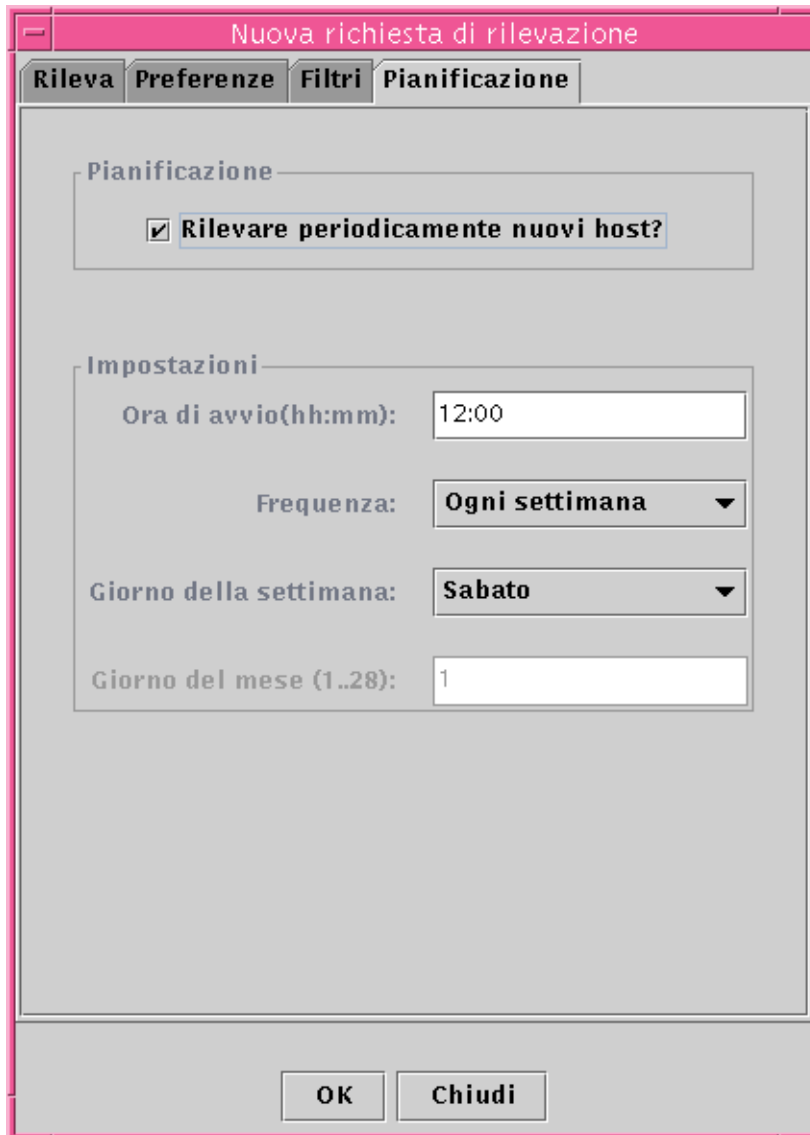 Nuova richiesta di rilevazione
Rileva Preferenze Filtri Pianificazione
Pianificazione
Rilevare periodicamente nuovi host?
Impostazioni
Ora di avvio(hh:mm): 12:00
Frequenza: Ogni settimana
Giorno della settimana: Sabato
Giorno del mese (1..28): 1
OK Chiudi